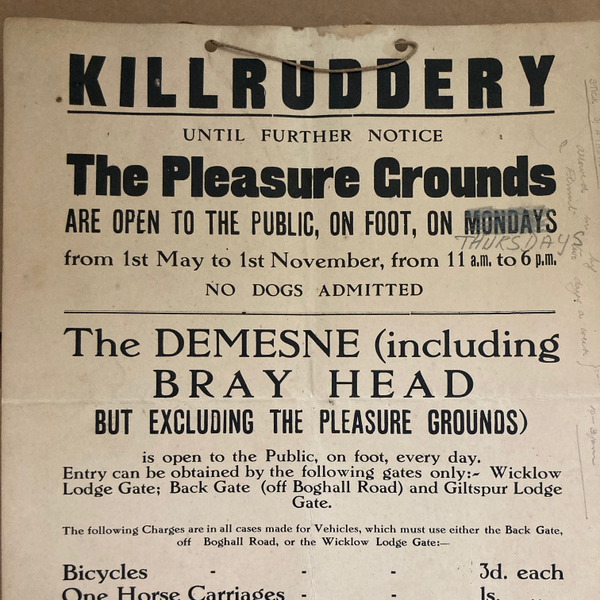 KILLRUDDERY
UNTIL FURTHER NOTICE
The Pleasure Grounds
ARE OPEN TO THE PUBLIC, ON FOOT, ON MONDAYS
THURSDAY
from 1st May to 1st November, from 11 a.m. to 6 p.m.
NO DOGS ADMITTED
The DEMESNE (including
BRAY HEAD
BUT EXCLUDING THE PLEASURE GROUNDS)
is open to the Public, on foot, every day.
Entry can be obtained by the following gates only:- Wicklow
Lodge Gate; Back Gate (off Boghall Road) and Giltspur Lodge
Gate.
The following Charges are in all cases made for Vehicles, which must use either the Back Gate,
off Boghall Road, or the Wicklow Lodge Gate:—
Bicycles - - - 3d. each
One Horse Carriages - - 1s. ,,